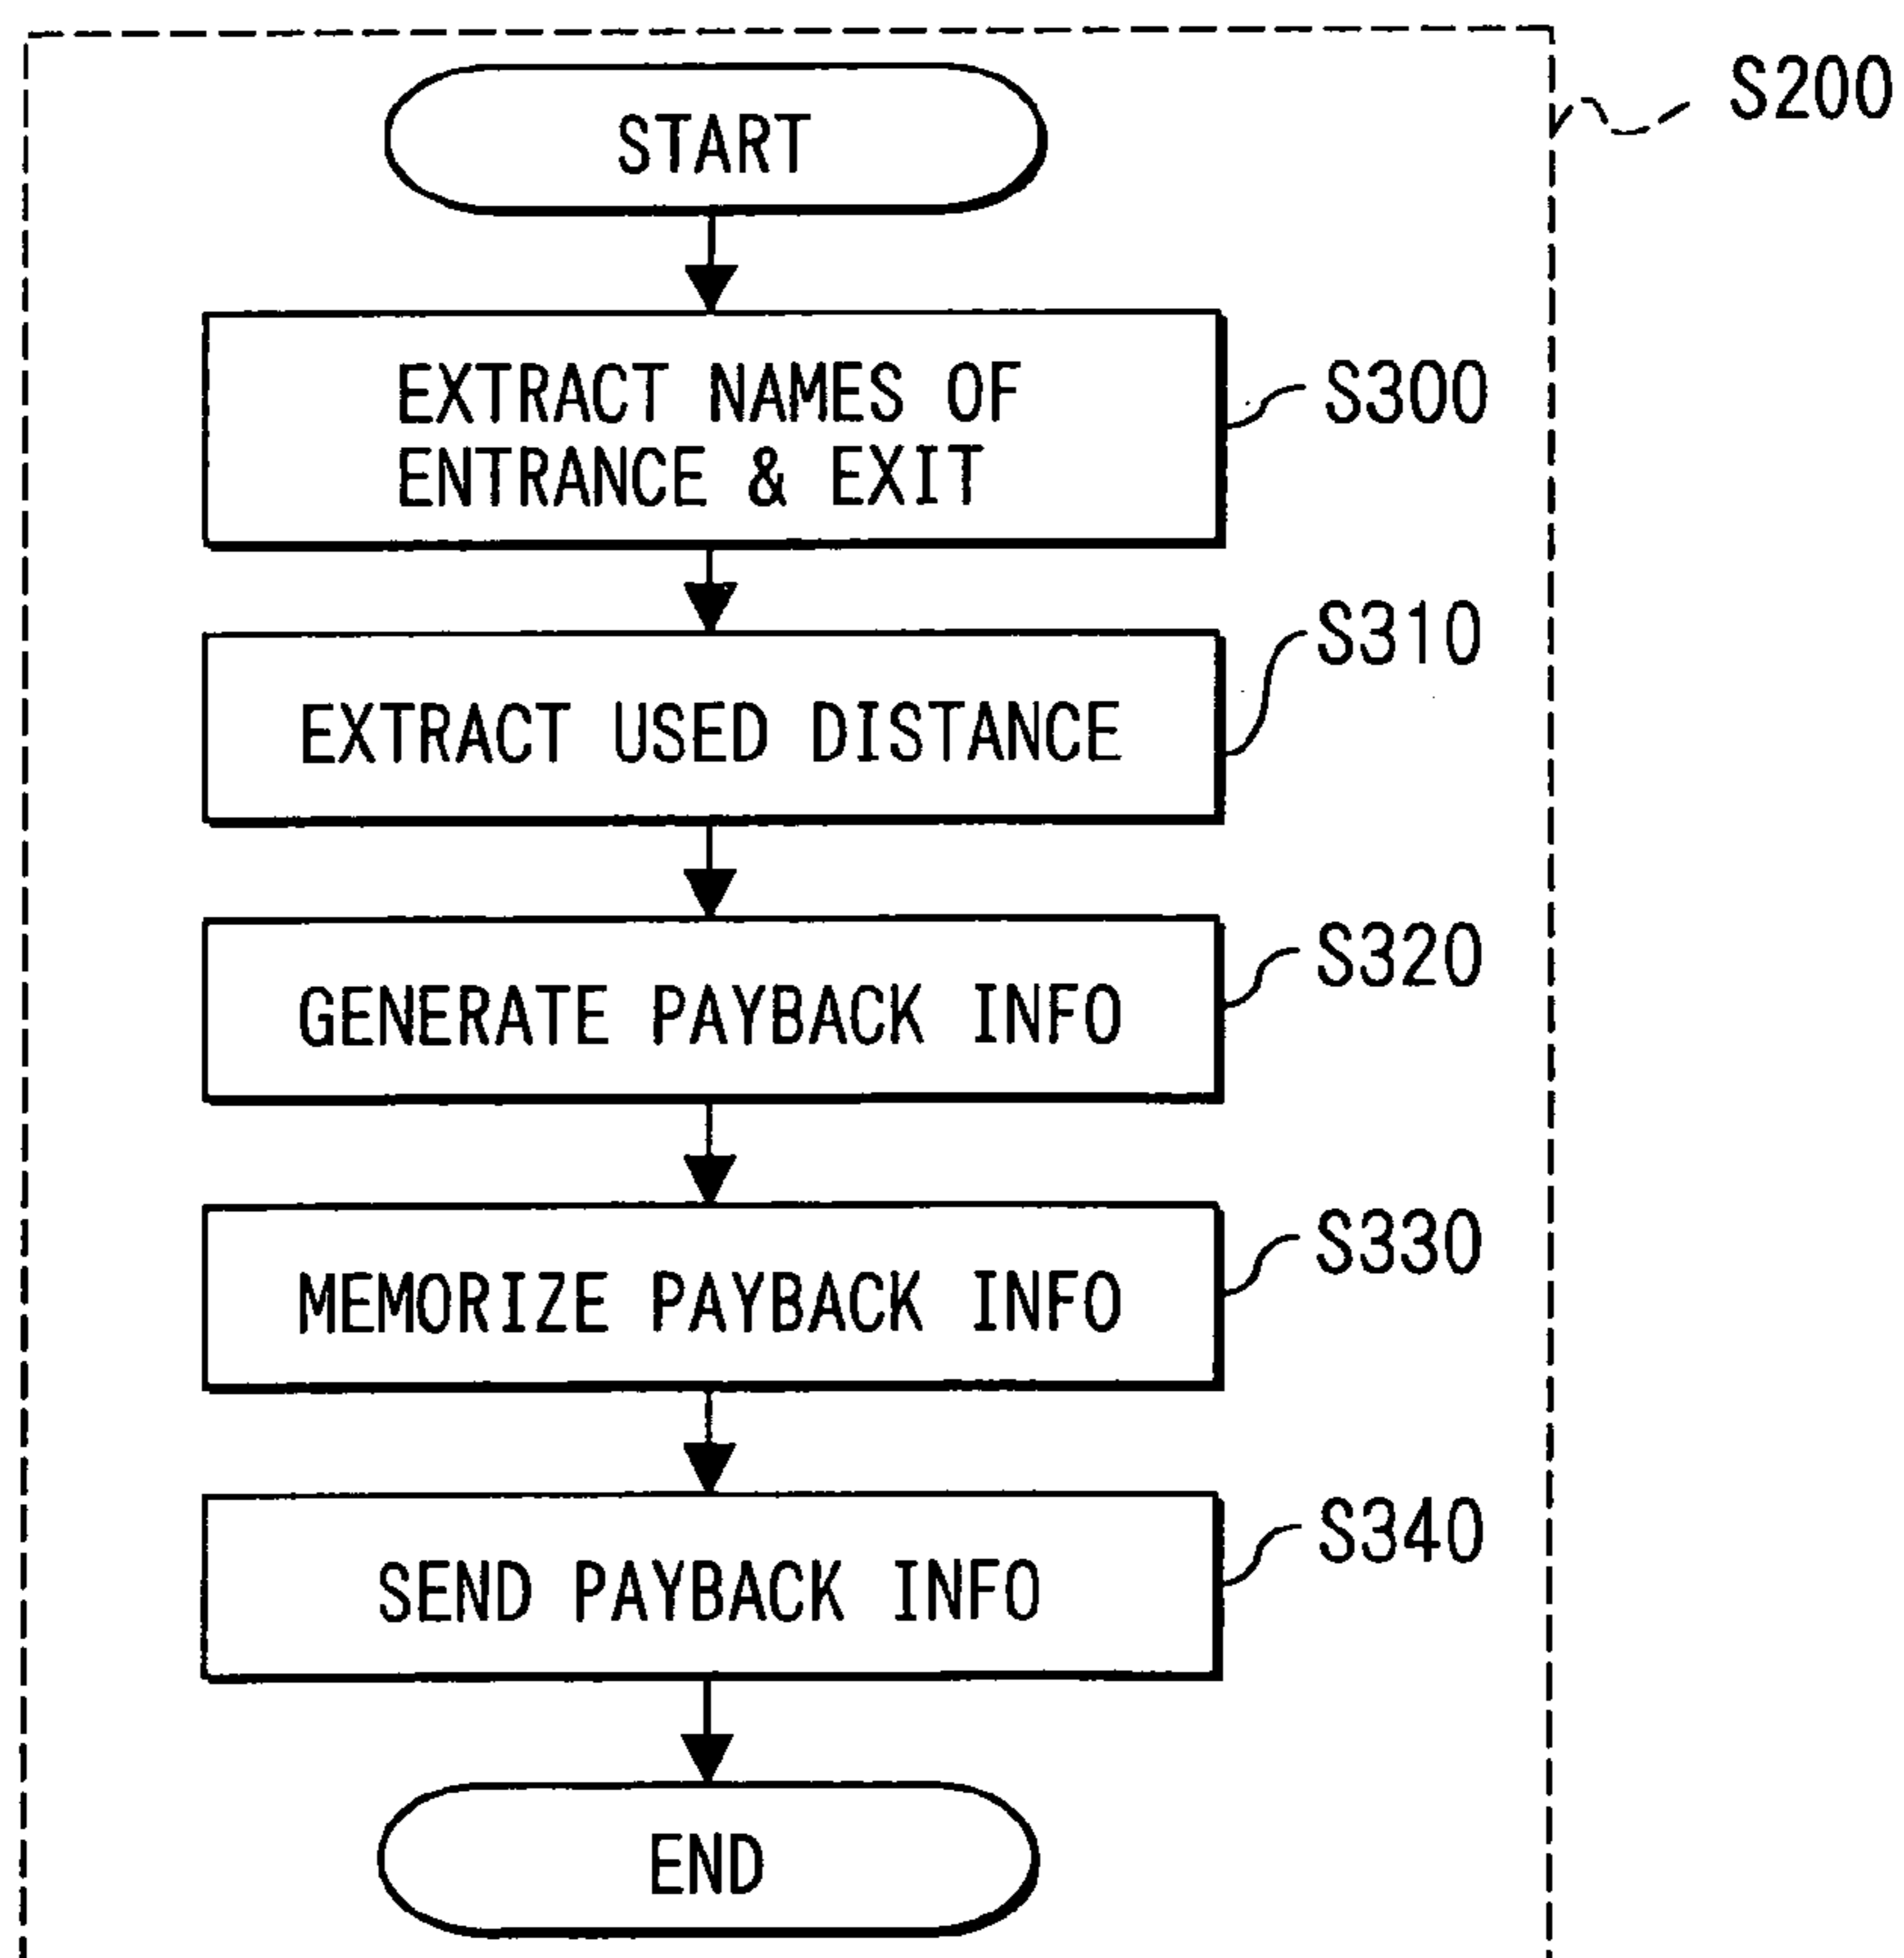 S200
START
EXTRACT NAMES OF
ENTRANCE & EXIT
S300
EXTRACT USED DISTANCE
S310
GENERATE PAYBACK INFO
S320
MEMORIZE PAYBACK INFO
S330
SEND PAYBACK INFO
S340
END